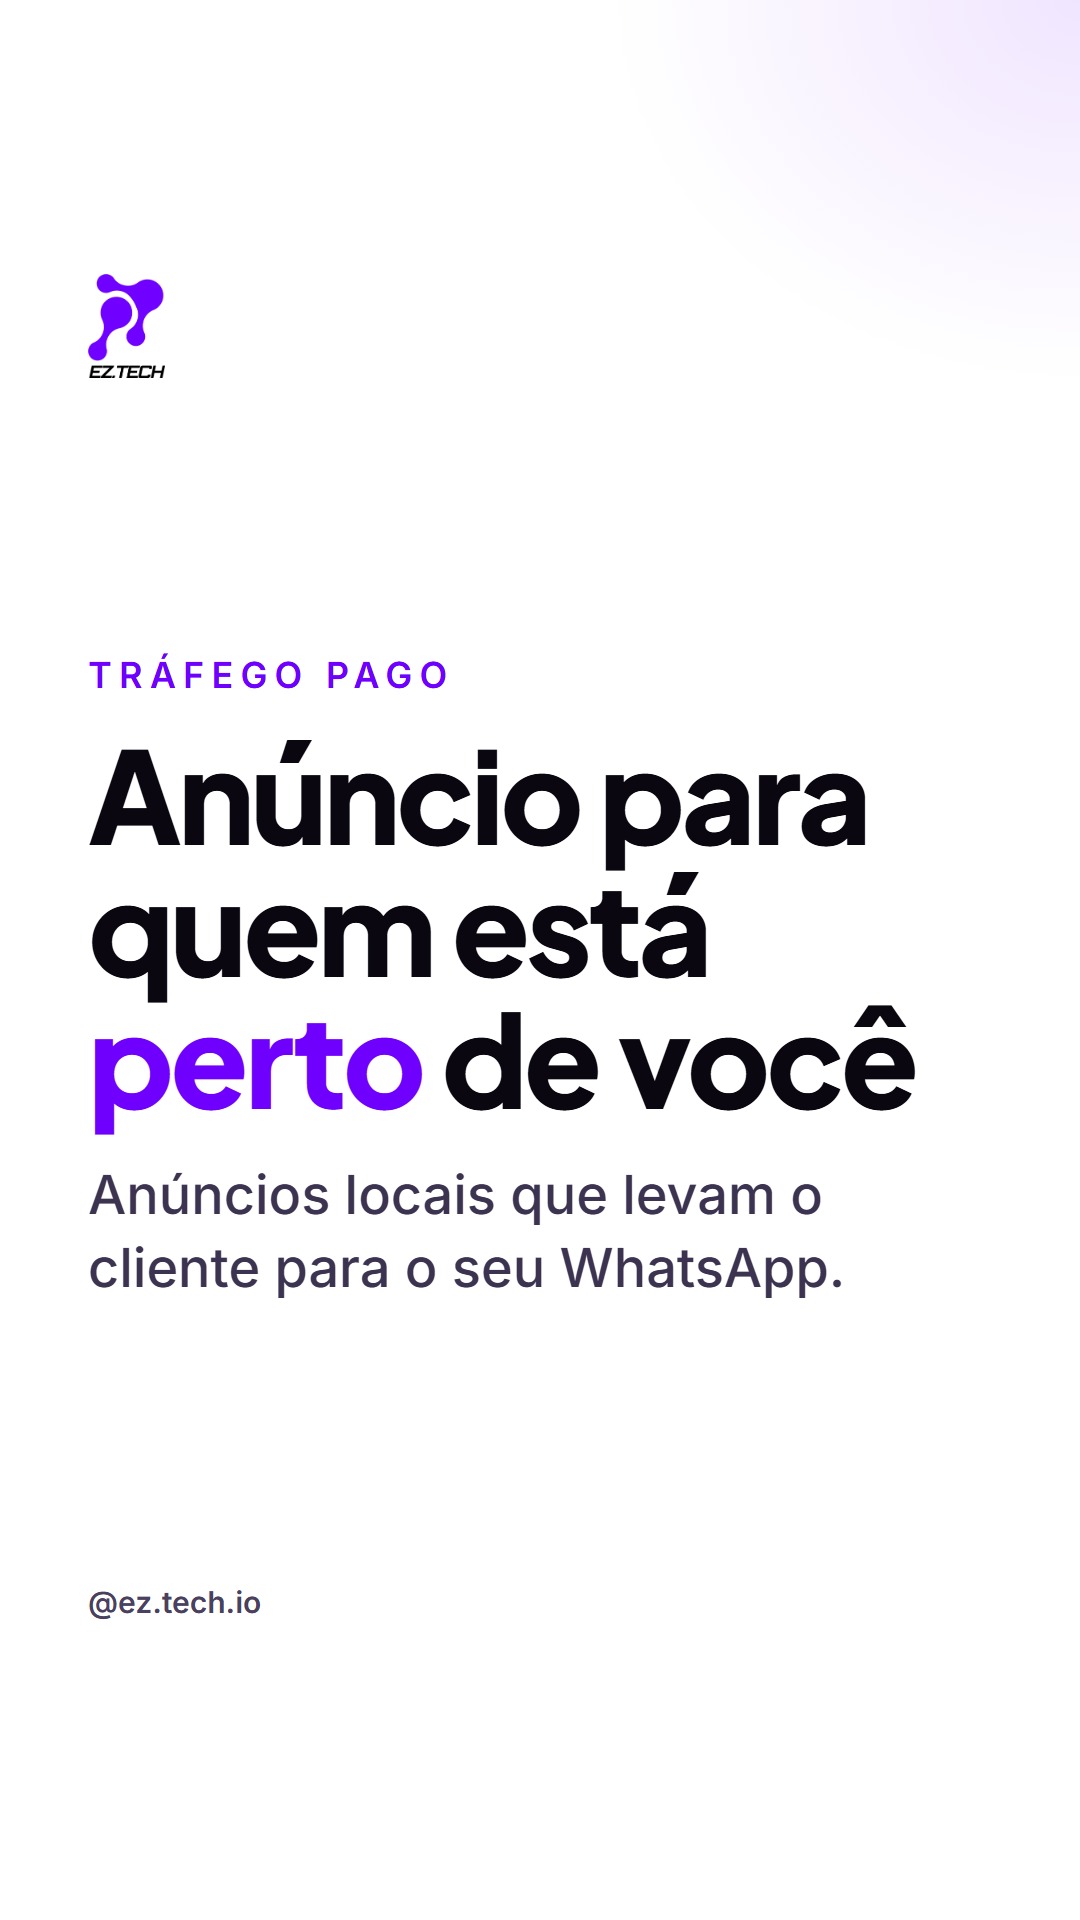 EZ.TECH
TRÁFEGO PAGO
Anúncio para
quem está
perto de você
Anúncios locais que levam o
cliente para o seu WhatsApp.
@ez.tech.io